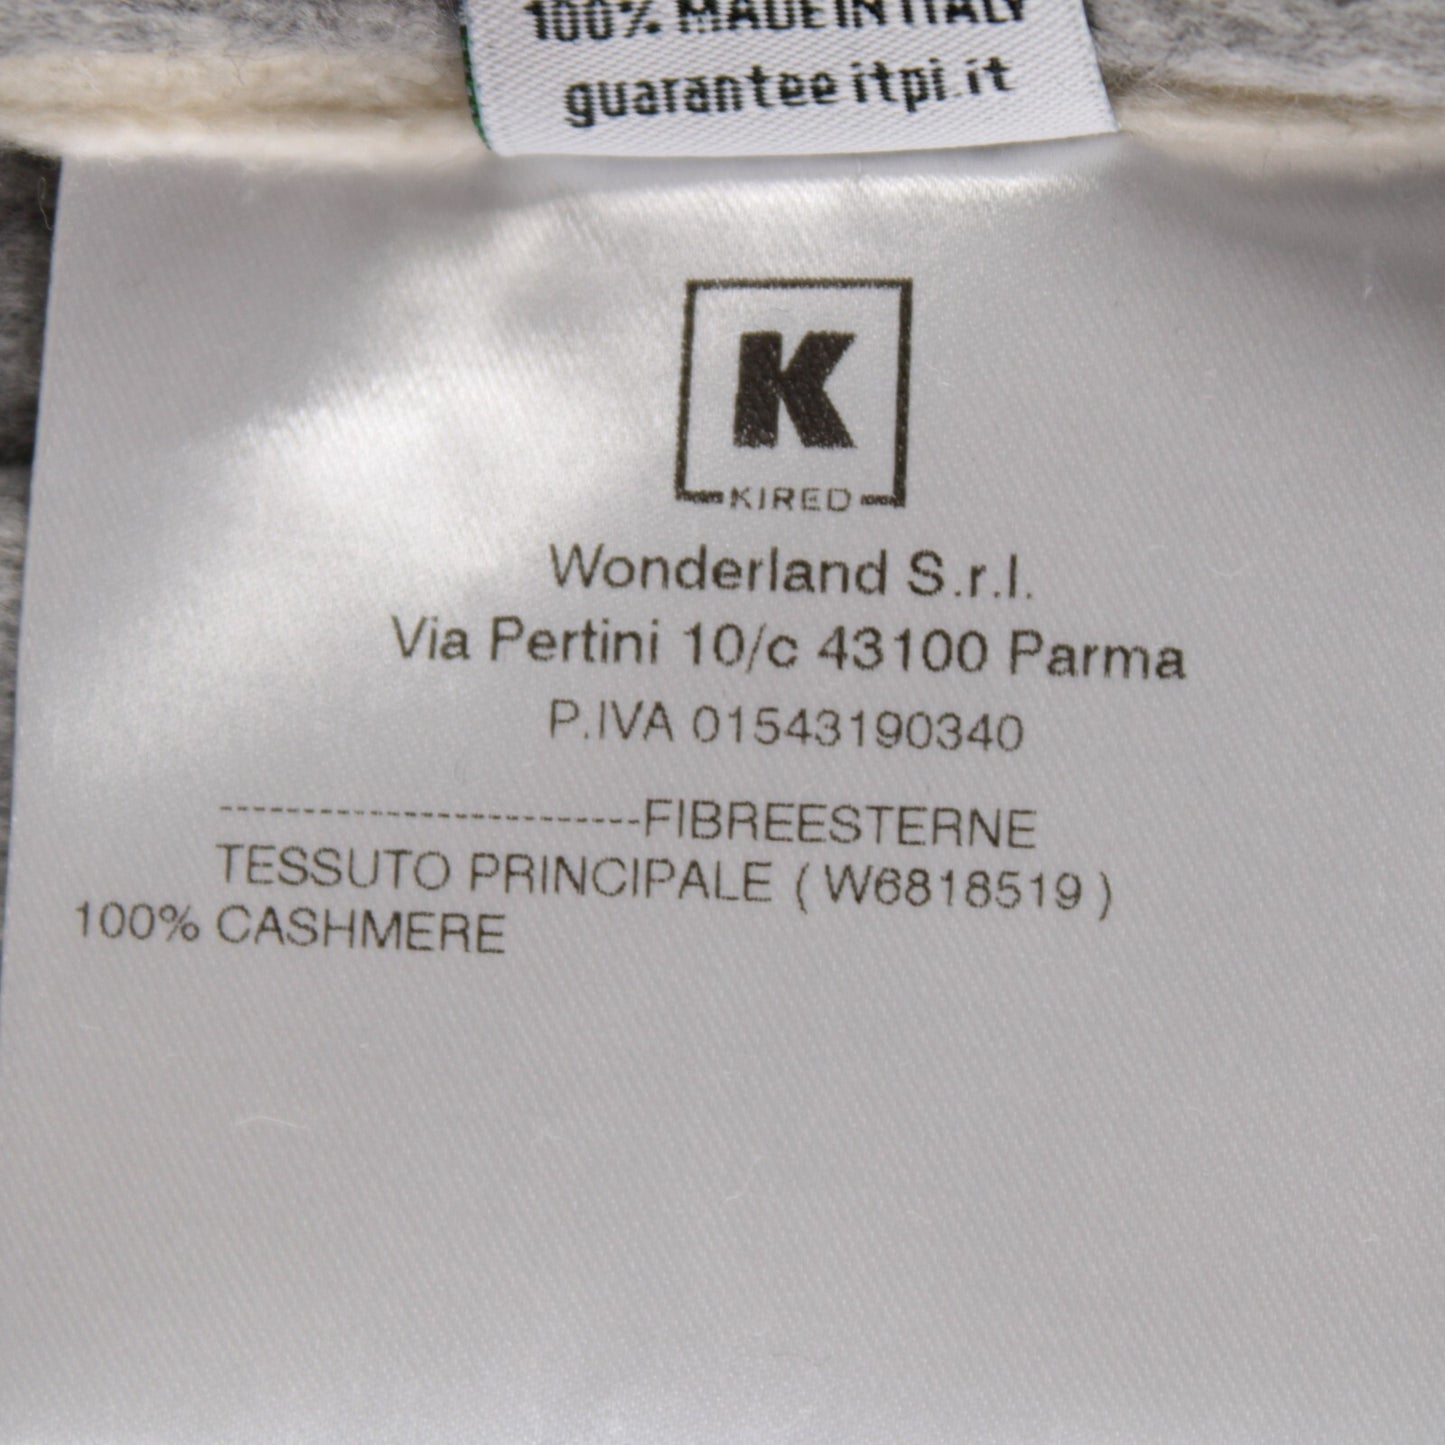 100% MADE IN ITALY
guarantee itpi.it
K
KIRED
Wonderland S.r.l.
Via Pertini 10/c 43100 Parma
P.IVA 01543190340
-------------------------FIBREESTERNE
TESSUTO PRINCIPALE ( W6818519 )
100% CASHMERE